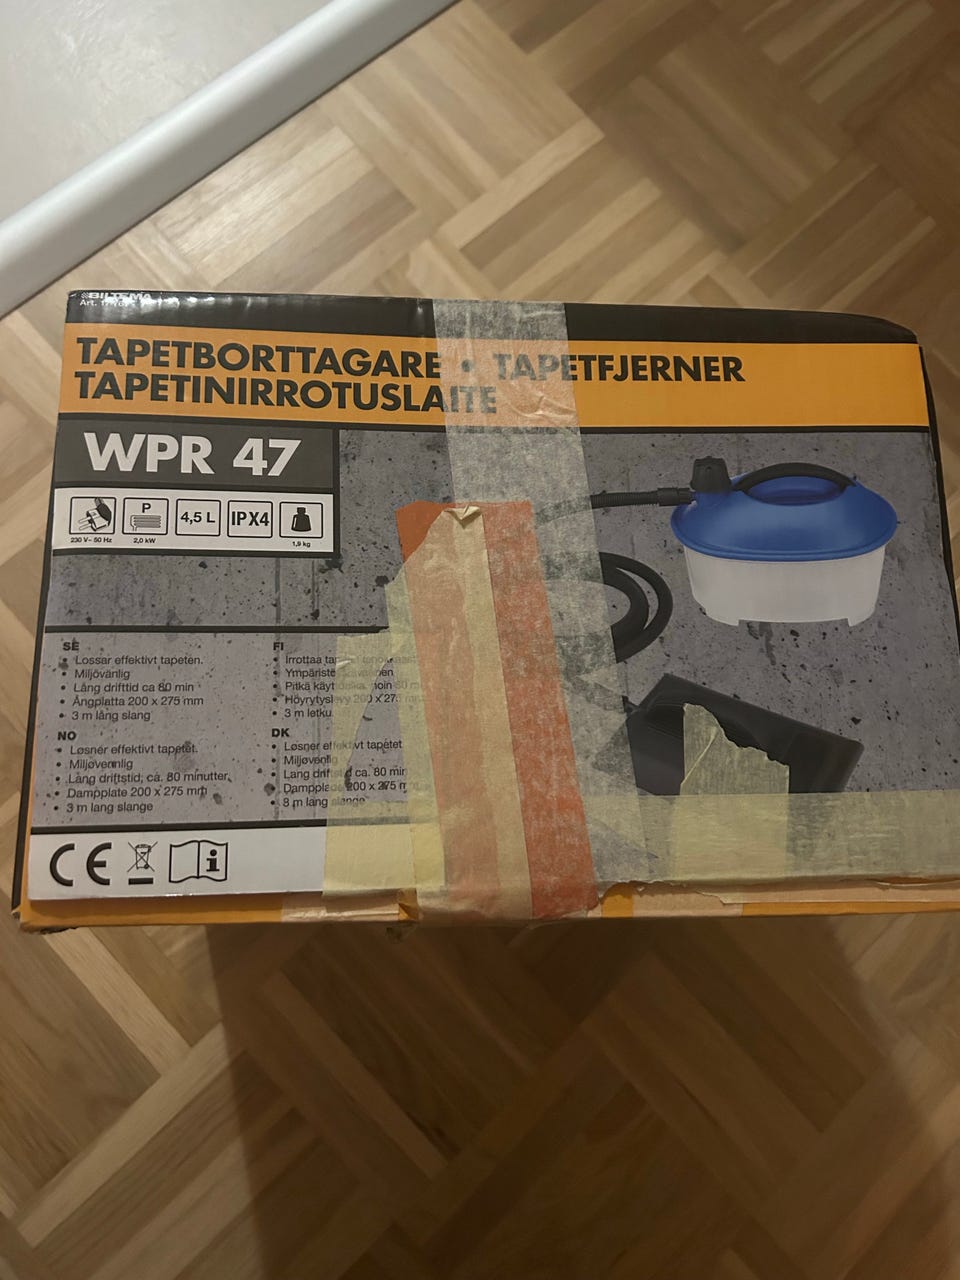 BILTEMA
Art.
TAPETBORTTAGARE • TAPETFJERNER
TAPETINIRROTUSLAITE
WPR 47
P
4,5 L
IPX4
230 V~ 50 Hz
2,0 kW
1,9 kg
SE
• Lossar effektivt tapeten.
• Miljövänlig
• Lång drifttid ca 80 min
• Ångplatta 200 x 275 mm
• 3 m lång slang
NO
• Løsner effektivt tapetet.
• Miljøvennlig
• Lang driftstid, ca. 80 minutter
• Dampplate 200 x 275 mm
• 3 m lang slange
FI
• Irrottaa
•
• Pitkä noin 80 m
• Höyrytyslevy 200 x 275 mm
• 3 m letku
DK
• Løsner effektivt tapetet
• Miljøvenlig
• Lang ca. 80 min
• Dampplade 200 x 275 m
• 3 m lang slange
CE
i